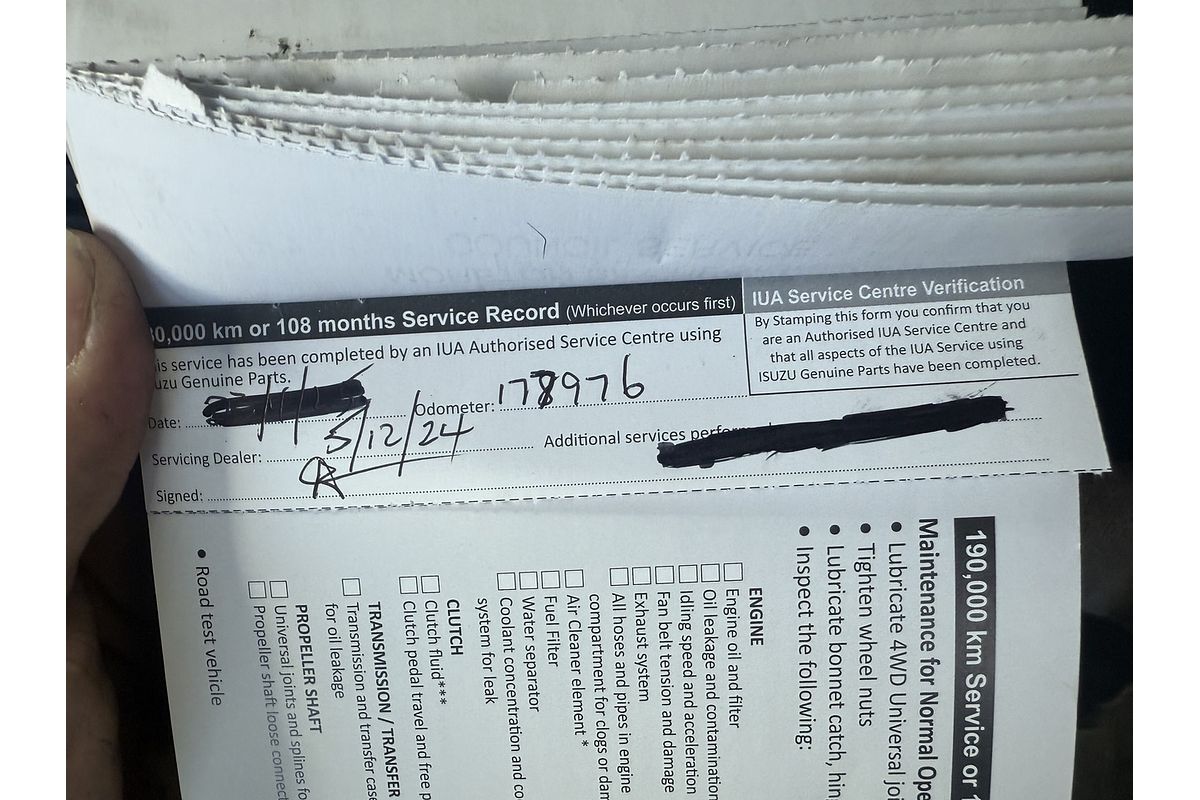 0,000 km or 108 months Service Record (Whichever occurs first)
is service has been completed by an IUA Authorised Service Centre using
uzu Genuine Parts.
Date:
Odometer: 178976
5/12/24
Servicing Dealer:
Additional services
Signed:
IUA Service Centre Verification
By Stamping this form you confirm that you
are an Authorised IUA Service Centre and
that all aspects of the IUA Service using
ISUZU Genuine Parts have been completed.
190,000 km Service or 1
Maintenance for Normal Ope
• Lubricate 4WD Universal joi
• Tighten wheel nuts
• Lubricate bonnet catch, hin
• Inspect the following:
ENGINE
Engine oil and filter
Oil leakage and contamination
Idling speed and acceleration
Fan belt tension and damage
Exhaust system
All hoses and pipes in engine
compartment for clogs or dam
Air Cleaner element *
Fuel Filter
Water separator
Coolant concentration and co
system for leak
CLUTCH
Clutch fluid***
Clutch pedal travel and free p
TRANSMISSION / TRANSFER
Transmission and transfer case
for oil leakage
PROPELLER SHAFT
Universal joints and splines fo
Propeller shaft loose connect
• Road test vehicle